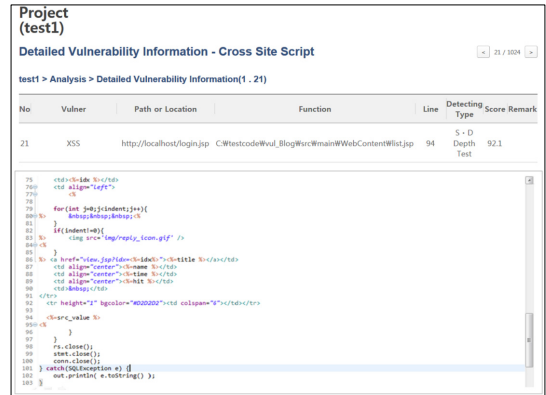 Project
(test1)
Detailed Vulnerability Information - Cross Site Script
< 21 / 1024 >
test1 > Analysis > Detailed Vulnerability Information(1 . 21)
No Vulner Path or Location Function Line Detecting Type Score Remark
21 XSS http://localhost/login.jsp C:₩testcode₩vul_Blog₩src₩main₩WebContent₩list.jsp 94 S · D Depth Test 92.1
75 <td><%=idx %></td>
76 <td align="left">
77 <%
78
79 for(int j=0;j<indent;j++){
80 %> &nbsp;&nbsp;&nbsp;<%
81 }
82 if(indent!=0){
83 %> <img src='img/reply_icon.gif' />
84 <%
85 }
86 %> <a href="view.jsp?idx=<%=idx%>"><%=title %></a></td>
87 <td align="center"><%=name %></td>
88 <td align="center"><%=time %></td>
89 <td align="center"><%=hit %></td>
90 <td>&nbsp;</td>
91 </tr>
92 <tr height="1" bgcolor="#D2D2D2"><td colspan="6"></td></tr>
93
94 <%=src_value %>
95 <%
96 }
97 }
98 rs.close();
99 stmt.close();
100 conn.close();
101 } catch(SQLException e) {
102 out.println( e.toString() );
103 }